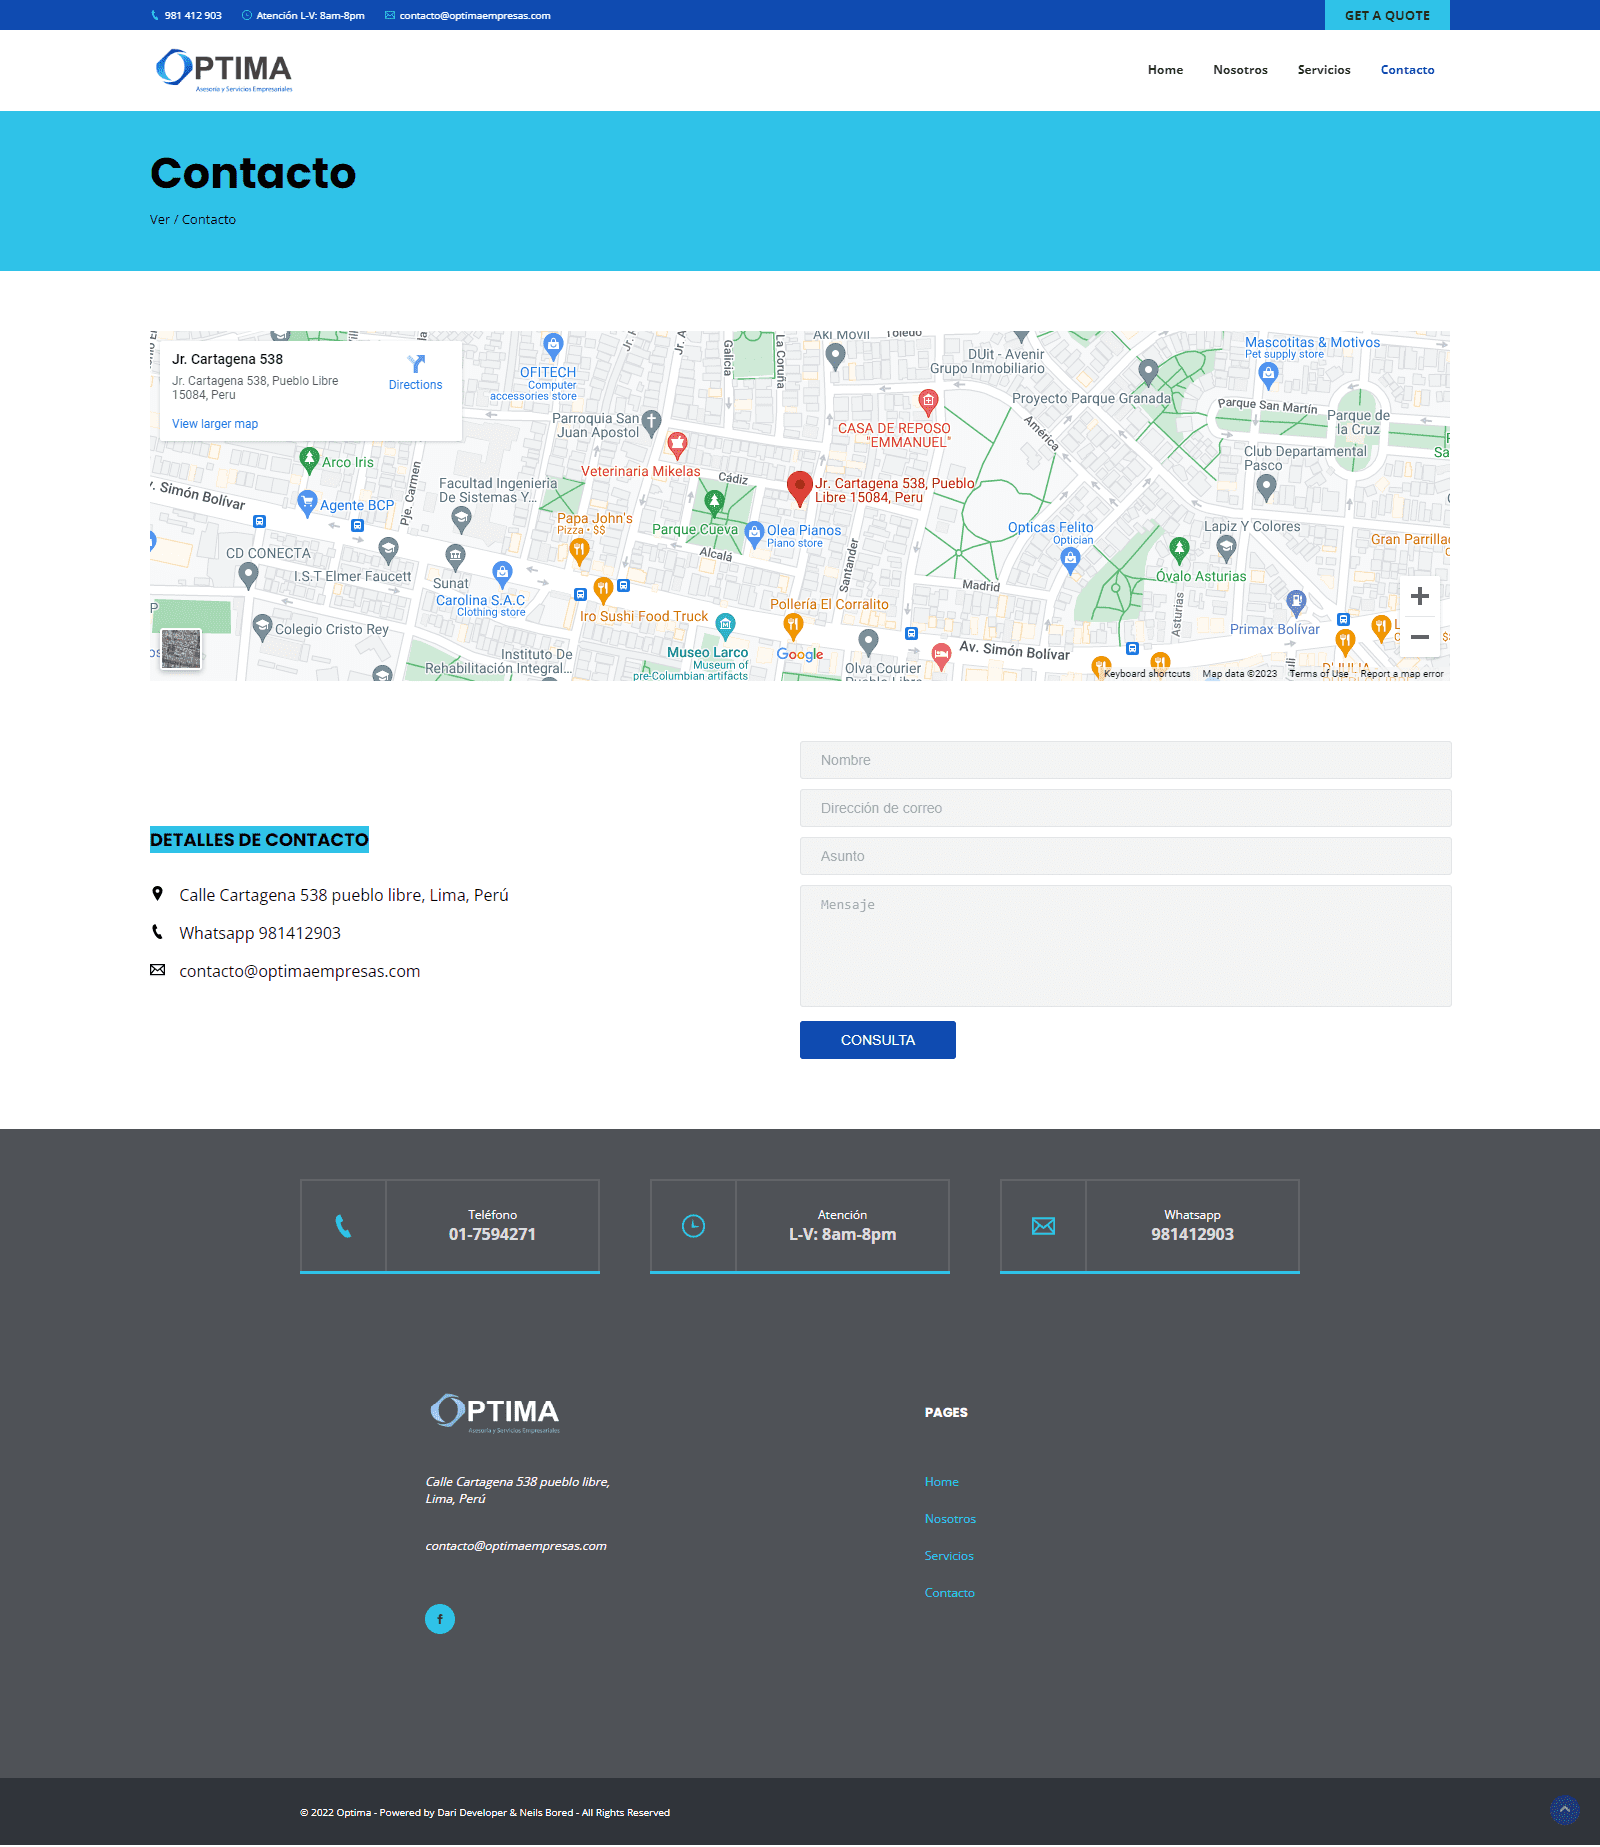 981 412 903
Atención L-V: 8am-8pm
contacto@optimaempresas.com
GET A QUOTE
OPTIMA
Asesoría y Servicios Empresariales
Home
Nosotros
Servicios
Contacto
Contacto
Ver / Contacto
Jr. Cartagena 538
Jr. Cartagena 538, Pueblo Libre
15084, Peru
Directions
View larger map
OFITECH
Computer
accessories store
Jr. A
Galicia
La Coruña
Aki Movil
Toledo
DUit - Avenir
Grupo Inmobiliario
Mascotitas & Motivos
Pet supply store
Proyecto Parque Granada
Parque San Martín
Parque de
la Cruz
Parroquia San
Juan Apostol
CASA DE REPOSO
"EMMANUEL"
América
Club Departamental
Pasco
Arco Iris
Veterinaria Mikelas
Cádiz
Jr. Cartagena 538, Pueblo
Libre 15084, Peru
Facultad Ingenieria
De Sistemas Y...
Pje. Carmen
v. Simón Bolívar
Agente BCP
Papa John's
Pizza • $$
Parque Cueva
Olea Pianos
Piano store
Opticas Felito
Optician
Lapiz Y Colores
Gran Parrillac
CD CONECTA
I.S.T Elmer Faucett
Sunat
Alcalá
Santander
Madrid
Óvalo Asturias
Carolina S.A.C
Clothing store
Iro Sushi Food Truck
Pollería El Corralito
Asturias
Primax Bolívar
Colegio Cristo Rey
Instituto De
Rehabilitación Integral...
Museo Larco
Museum of
pre-Columbian artifacts
Google
Olva Courier
Pueblo Libre
Av. Simón Bolívar
Keyboard shortcuts
Map data ©2023
Terms of Use
Report a map error
Nombre
Dirección de correo
Asunto
Mensaje
CONSULTA
DETALLES DE CONTACTO
Calle Cartagena 538 pueblo libre, Lima, Perú
Whatsapp 981412903
contacto@optimaempresas.com
Teléfono
01-7594271
Atención
L-V: 8am-8pm
Whatsapp
981412903
OPTIMA
Asesoría y Servicios Empresariales
Calle Cartagena 538 pueblo libre,
Lima, Perú
contacto@optimaempresas.com
PAGES
Home
Nosotros
Servicios
Contacto
© 2022 Optima - Powered by Dari Developer & Neils Bored - All Rights Reserved